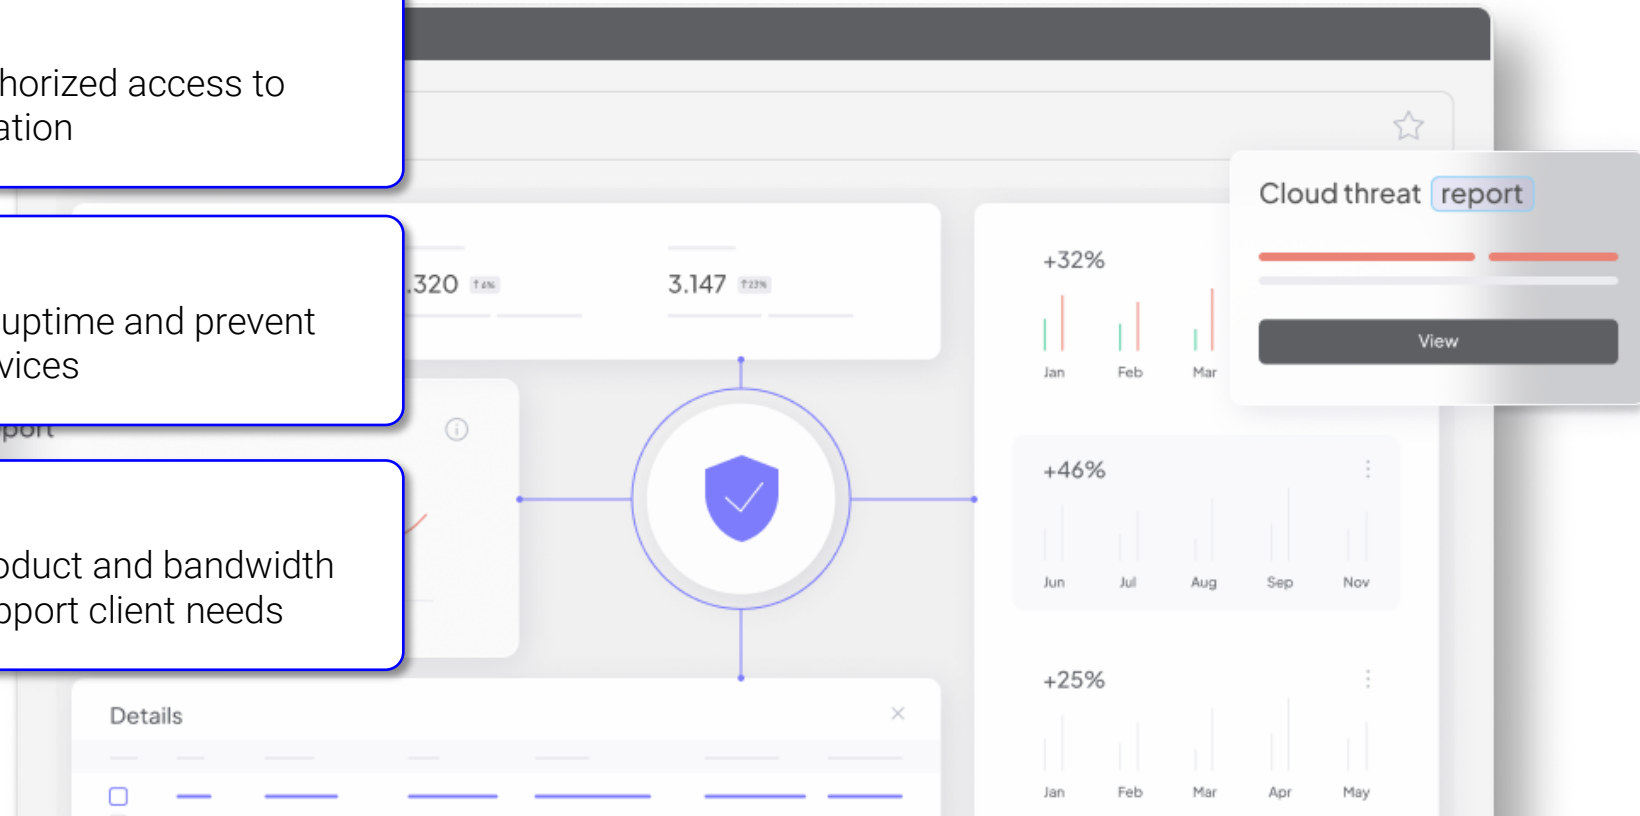 horized access to
ation
uptime and prevent
vices
port
oduct and bandwidth
pport client needs
.320 ↑6%
3.147 ↑23%
Details
+32%
Jan Feb Mar
+46%
Jun Jul Aug Sep Nov
+25%
Jan Feb Mar Apr May
Cloud threat report
View